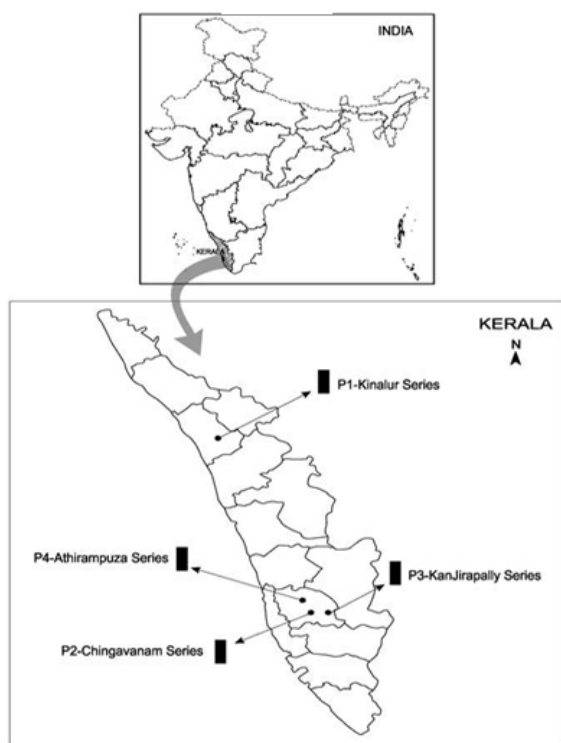 INDIA
KERALA
KERALA
N
P1-Kinalur Series
P4-Athirampuza Series
P3-KanJirapally Series
P2-Chingavanam Series